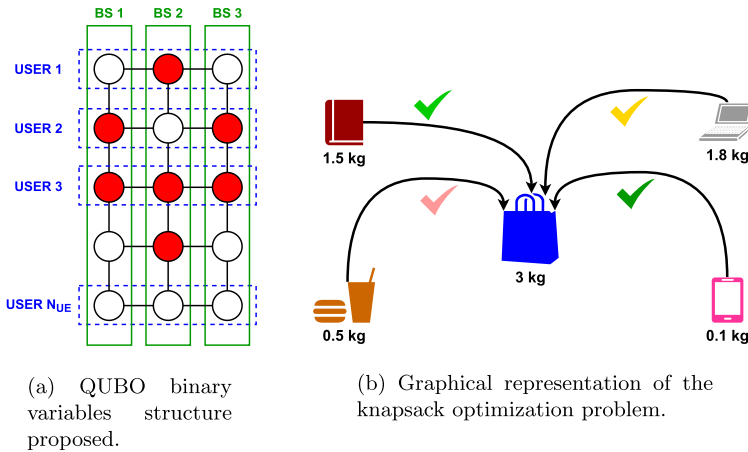 BS 1 BS 2 BS 3
USER 1
USER 2
USER 3
USER N_UE
1.5 kg
1.8 kg
3 kg
0.5 kg
0.1 kg
(a) QUBO binary
variables structure
proposed.
(b) Graphical representation of the
knapsack optimization problem.